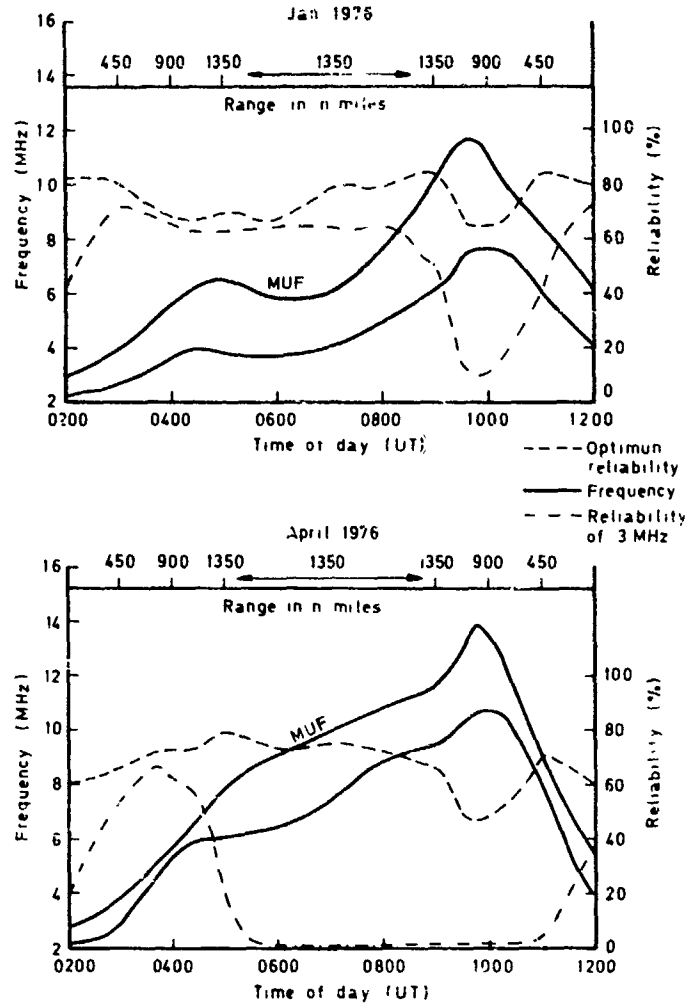 Jan 1976
16
450 900 1350 1350 1350 900 450
14
Range in n miles
12 100
10 80
8 60
MUF
6 40
4 20
2 0
0200 0400 0600 0800 1000 1200
Frequency (MHz)
Reliability (%)
Time of day (UT)
Optimun
reliability
Frequency
Reliability
of 3 MHz
April 1976
16
450 900 1350 1350 1350 900 450
Range in n miles
14
12 100
10 80
MUF
8 60
6 40
4 20
2 0
0200 0400 0600 0800 1000 1200
Frequency (MHz)
Reliability (%)
Time of day (UT)